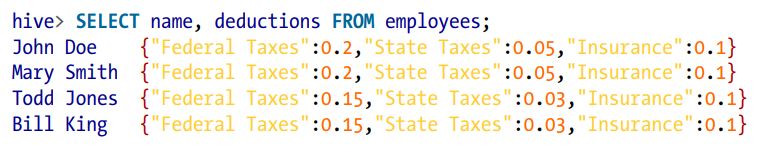 hive> SELECT name, deductions FROM employees;
John Doe {"Federal Taxes":0.2,"State Taxes":0.05,"Insurance":0.1}
Mary Smith {"Federal Taxes":0.2,"State Taxes":0.05,"Insurance":0.1}
Todd Jones {"Federal Taxes":0.15,"State Taxes":0.03,"Insurance":0.1}
Bill King {"Federal Taxes":0.15,"State Taxes":0.03,"Insurance":0.1}